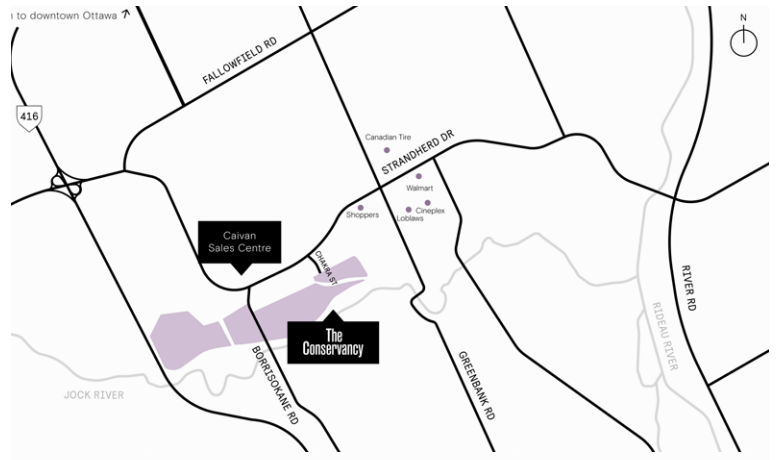 n to downtown Ottawa ↗
N
FALLOWFIELD RD
416
Canadian Tire
STRANDHERD DR
Walmart
Shoppers
Cineplex
Loblaws
Caivan
Sales Centre
CHAKRA ST
RIVER RD
RIDEAU RIVER
The
Conservancy
BORRISOKANE RD
GREENBANK RD
JOCK RIVER